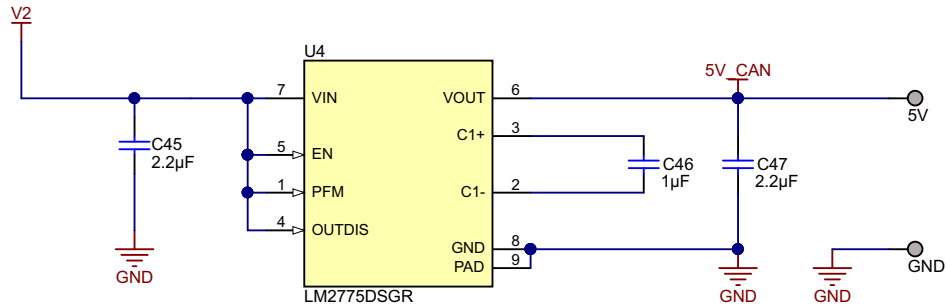 V2
U4
5V_CAN
7
VIN
VOUT
6
5V
C45
2.2µF
5
EN
C1+
3
C46
1µF
C47
2.2µF
1
PFM
C1-
2
4
OUTDIS
GND
8
PAD
9
GND
GND
GND
GND
LM2775DSGR